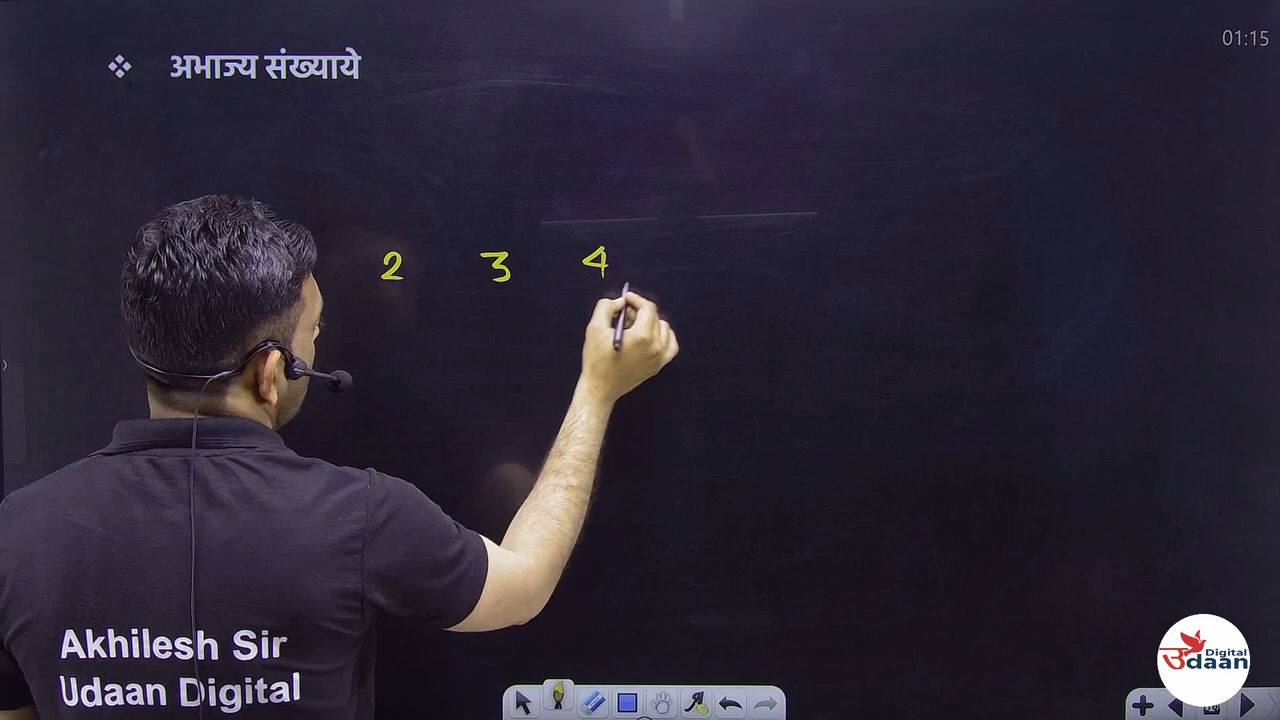 01:15
❖ अभाज्य संख्याये
2 3 4
Akhilesh Sir
Udaan Digital
Digital
उdaan